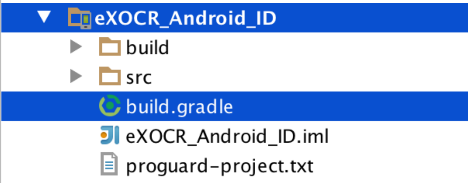 eXOCR_Android_ID
build
src
build.gradle
eXOCR_Android_ID.iml
proguard-project.txt